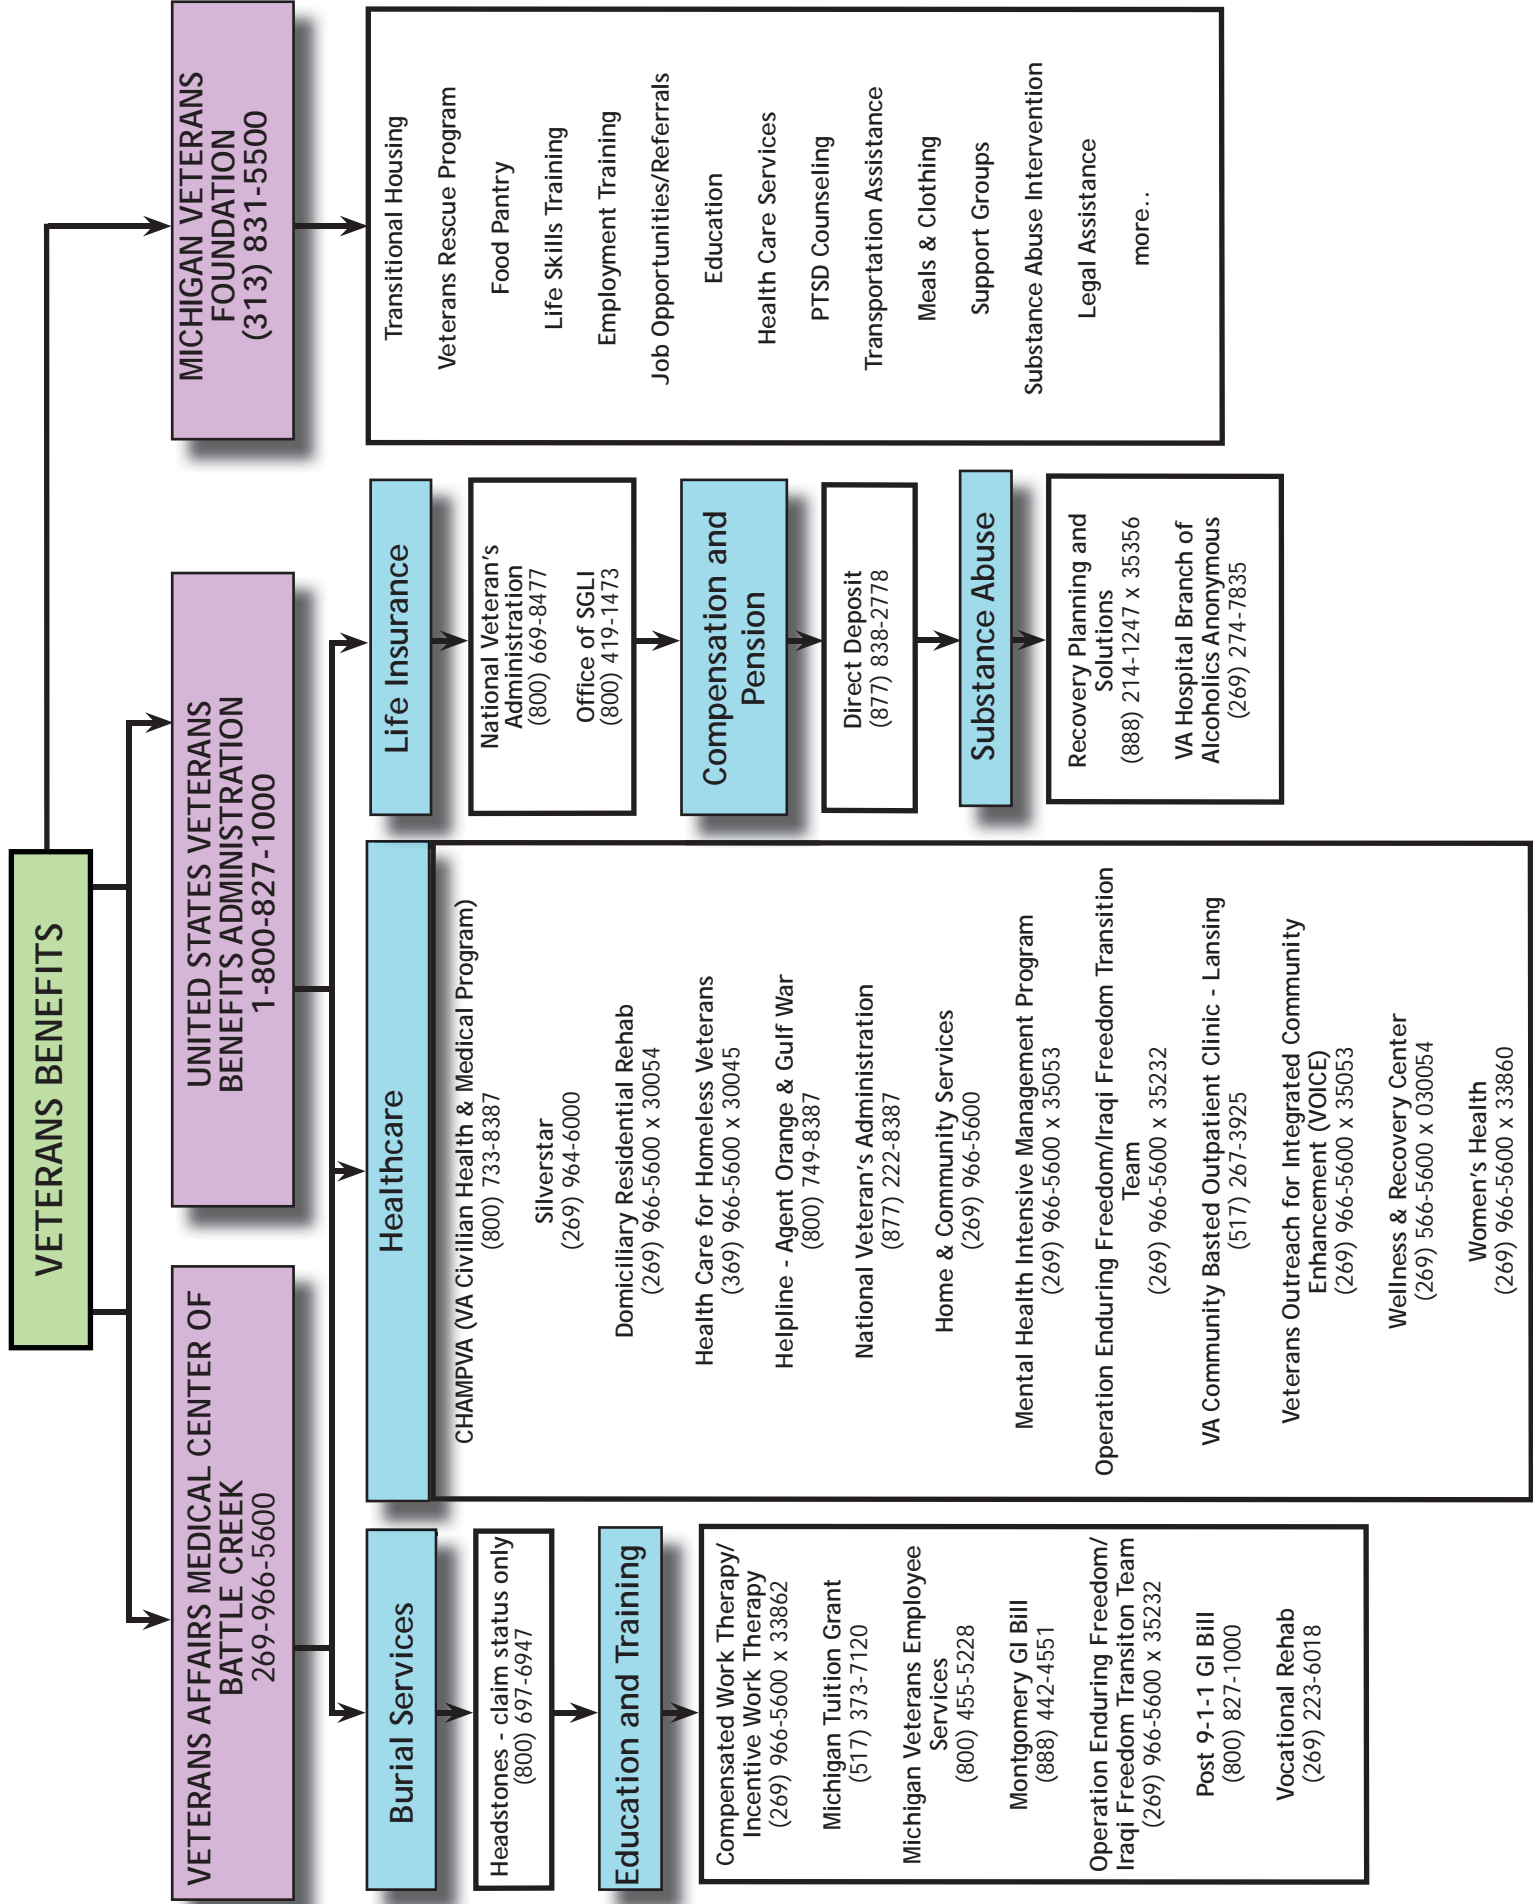 VETERANS BENEFITS
VETERANS AFFAIRS MEDICAL CENTER OF
BATTLE CREEK
269-966-5600
UNITED STATES VETERANS
BENEFITS ADMINISTRATION
1-800-827-1000
MICHIGAN VETERANS
FOUNDATION
(313) 831-5500
Burial Services
Headstones - claim status only
(800) 697-6947
Education and Training
Compensated Work Therapy/
Incentive Work Therapy
(269) 966-5600 x 33862
Michigan Tuition Grant
(517) 373-7120
Michigan Veterans Employee
Services
(800) 455-5228
Montgomery GI Bill
(888) 442-4551
Operation Enduring Freedom/
Iraqi Freedom Transiton Team
(269) 966-5600 x 35232
Post 9-1-1 GI Bill
(800) 827-1000
Vocational Rehab
(269) 223-6018
Healthcare
CHAMPVA (VA Civilian Health & Medical Program)
(800) 733-8387
Silverstar
(269) 964-6000
Domiciliary Residential Rehab
(269) 966-5600 x 30054
Health Care for Homeless Veterans
(369) 966-5600 x 30045
Helpline - Agent Orange & Gulf War
(800) 749-8387
National Veteran's Administration
(877) 222-8387
Home & Community Services
(269) 966-5600
Mental Health Intensive Management Program
(269) 966-5600 x 35053
Operation Enduring Freedom/Iraqi Freedom Transition
Team
(269) 966-5600 x 35232
VA Community Basted Outpatient Clinic - Lansing
(517) 267-3925
Veterans Outreach for Integrated Community
Enhancement (VOICE)
(269) 966-5600 x 35053
Wellness & Recovery Center
(269) 566-5600 x 030054
Women's Health
(269) 966-5600 x 33860
Life Insurance
National Veteran's
Administration
(800) 669-8477
Office of SGLI
(800) 419-1473
Compensation and
Pension
Direct Deposit
(877) 838-2778
Substance Abuse
Recovery Planning and
Solutions
(888) 214-1247 x 35356
VA Hospital Branch of
Alcoholics Anonymous
(269) 274-7835
Transitional Housing
Veterans Rescue Program
Food Pantry
Life Skills Training
Employment Training
Job Opportunities/Referrals
Education
Health Care Services
PTSD Counseling
Transportation Assistance
Meals & Clothing
Support Groups
Substance Abuse Intervention
Legal Assistance
more...